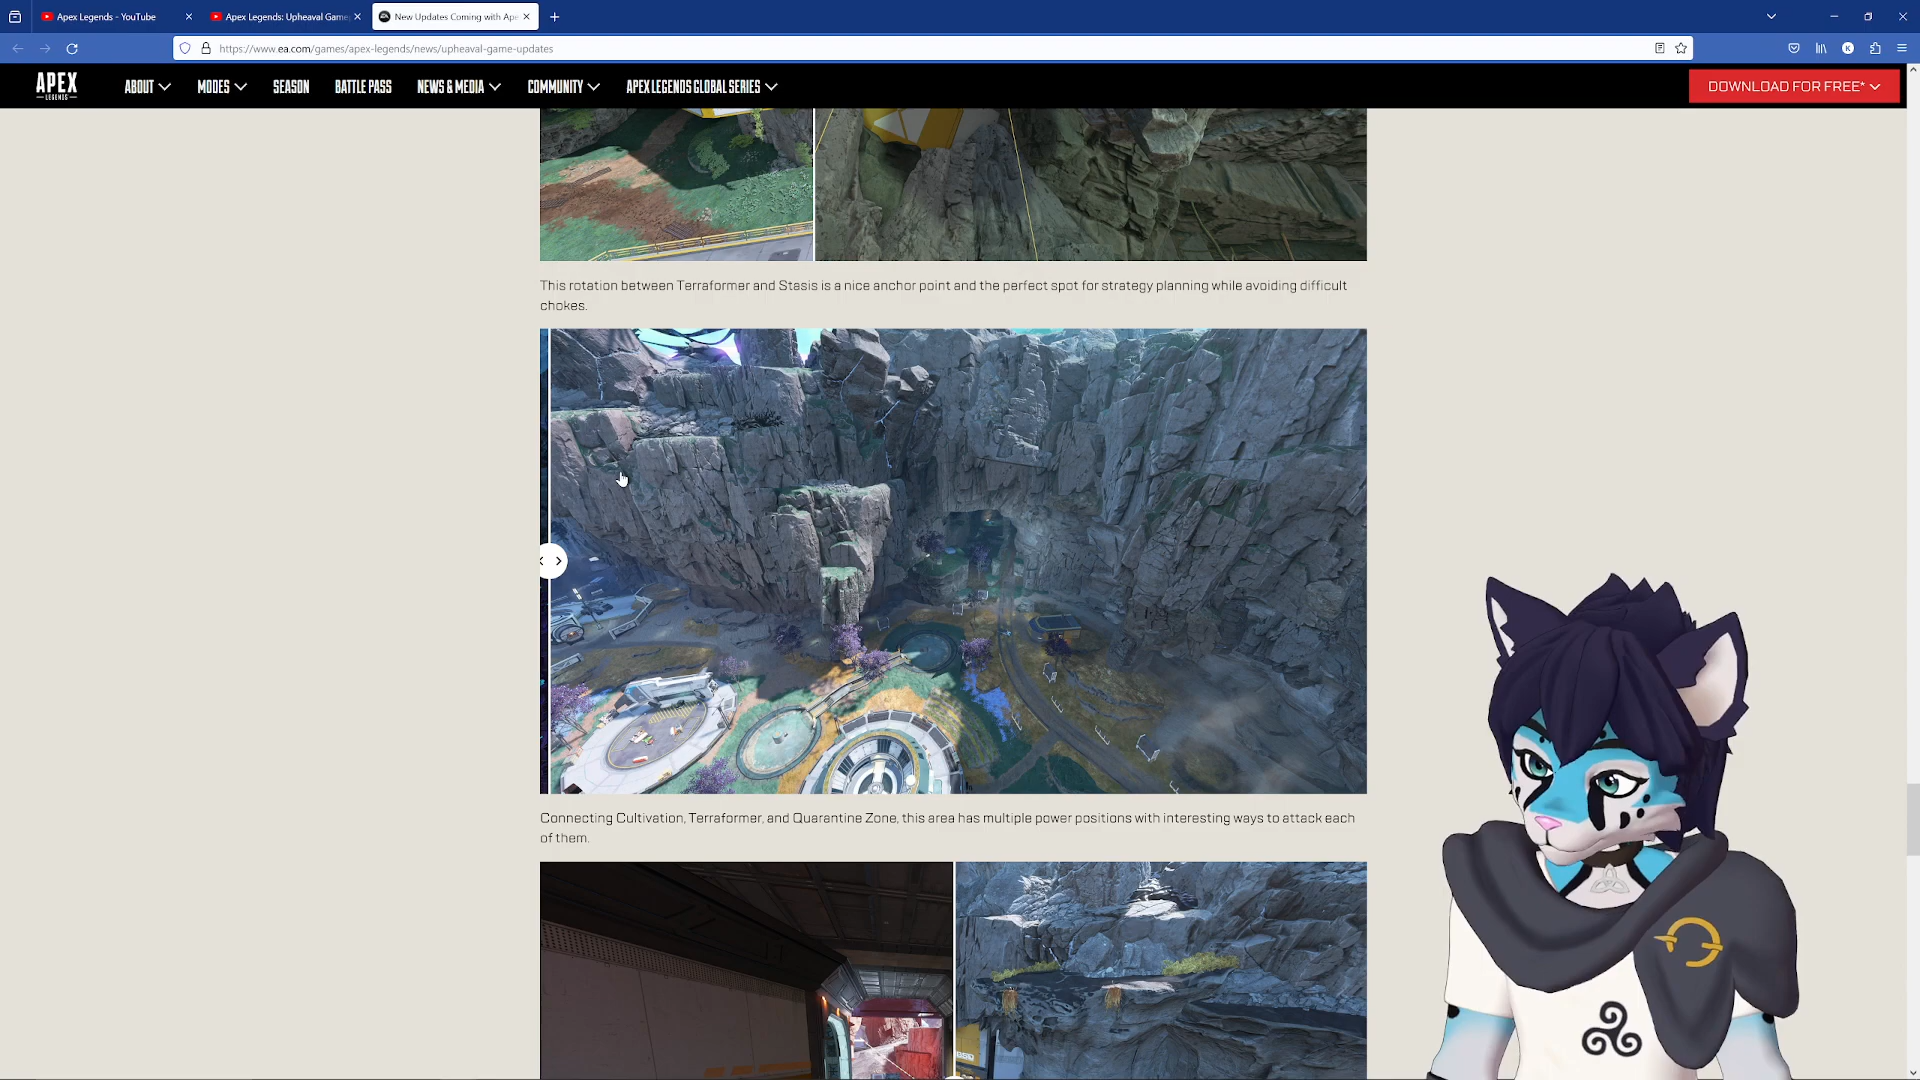 Apex Legends - YouTube
Apex Legends: Upheaval Game
New Updates Coming with Ape
https://www.ea.com/games/apex-legends/news/upheaval-game-updates
K
APEX
LEGENDS
ABOUT
MODES
SEASON
BATTLE PASS
NEWS & MEDIA
COMMUNITY
APEX LEGENDS GLOBAL SERIES
DOWNLOAD FOR FREE*
This rotation between Terraformer and Stasis is a nice anchor point and the perfect spot for strategy planning while avoiding difficult
chokes.
Connecting Cultivation, Terraformer, and Quarantine Zone, this area has multiple power positions with interesting ways to attack each
of them.